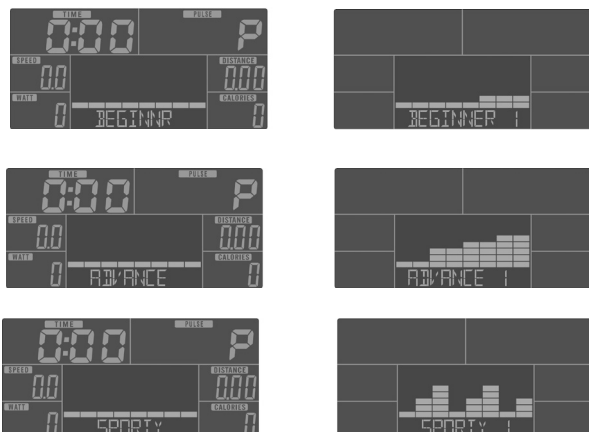 TIME PULSE
0:00 P
SPEED DISTANCE
0.0 0.00
WATT CALORIES
0 BEGINNR 0
BEGINNER 1
TIME PULSE
0:00 P
SPEED DISTANCE
0.0 0.00
WATT CALORIES
0 ADVANCE 0
ADVANCE 1
TIME PULSE
0:00 P
SPEED DISTANCE
0.0 0.00
WATT CALORIES
0 SPORTY 0
SPORTY 1